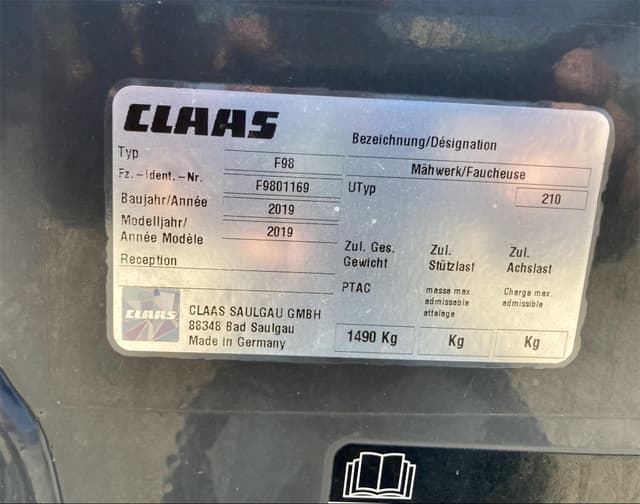 CLAAS
Bezeichnung/Désignation
Typ F98
Mähwerk/Faucheuse
Fz.-Ident.-Nr. F9801169
UTyp 210
Baujahr/Année 2019
Modelljahr/
Année Modèle 2019
Reception
Zul. Ges.
Gewicht
PTAC
1490 Kg
Zul.
Stützlast
masse max.
admissable
attelage
Kg
Zul.
Achslast
Charge max.
admissible
Kg
CLAAS
CLAAS SAULGAU GMBH
88348 Bad Saulgau
Made in Germany